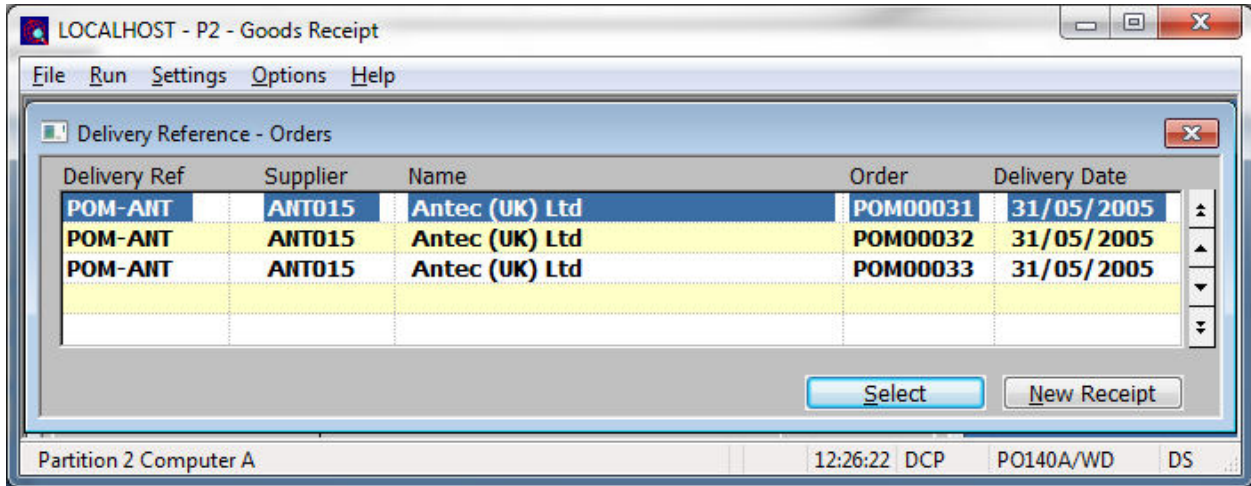 LOCALHOST - P2 - Goods Receipt
File Run Settings Options Help
Delivery Reference - Orders
Delivery Ref Supplier Name Order Delivery Date
POM-ANT ANT015 Antec (UK) Ltd POM00031 31/05/2005
POM-ANT ANT015 Antec (UK) Ltd POM00032 31/05/2005
POM-ANT ANT015 Antec (UK) Ltd POM00033 31/05/2005
Select New Receipt
Partition 2 Computer A 12:26:22 DCP PO140A/WD DS